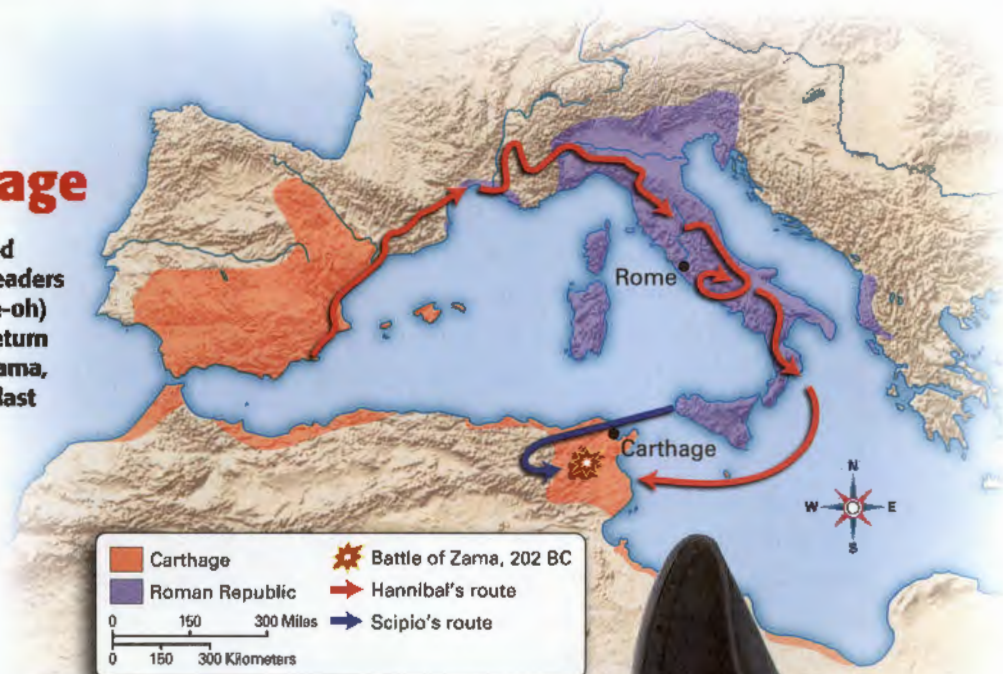 age
d
eaders
e-oh)
eturn
ama,
last
Rome
Carthage
N
W E
S
Carthage
Roman Republic
0 150 300 Miles
0 150 300 Kilometers
Battle of Zama, 202 BC
Hannibal's route
Scipio's route